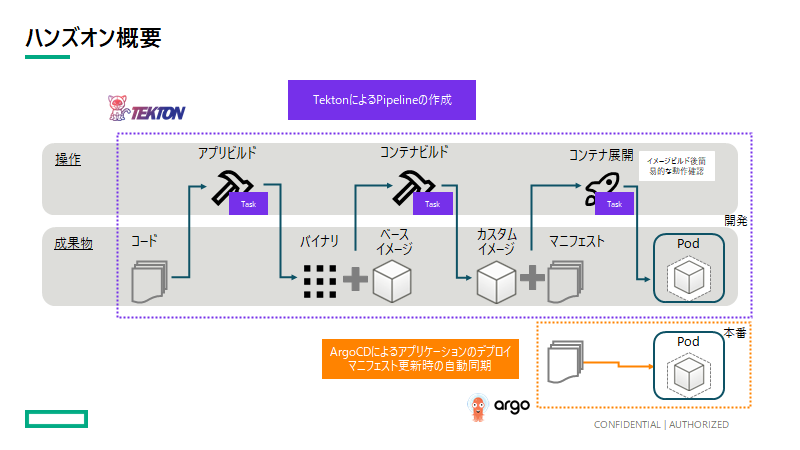 ハンズオン概要
TektonによるPipelineの作成
TEKTON
操作
アプリビルド
コンテナビルド
コンテナ展開
イメージビルド後簡
易的な動作確認
Task
Task
Task
開発
成果物
コード
バイナリ
ベース
イメージ
カスタム
イメージ
マニフェスト
Pod
本番
ArgoCDによるアプリケーションのデプロイ
マニフェスト更新時の自動同期
Pod
argo
CONFIDENTIAL | AUTHORIZED